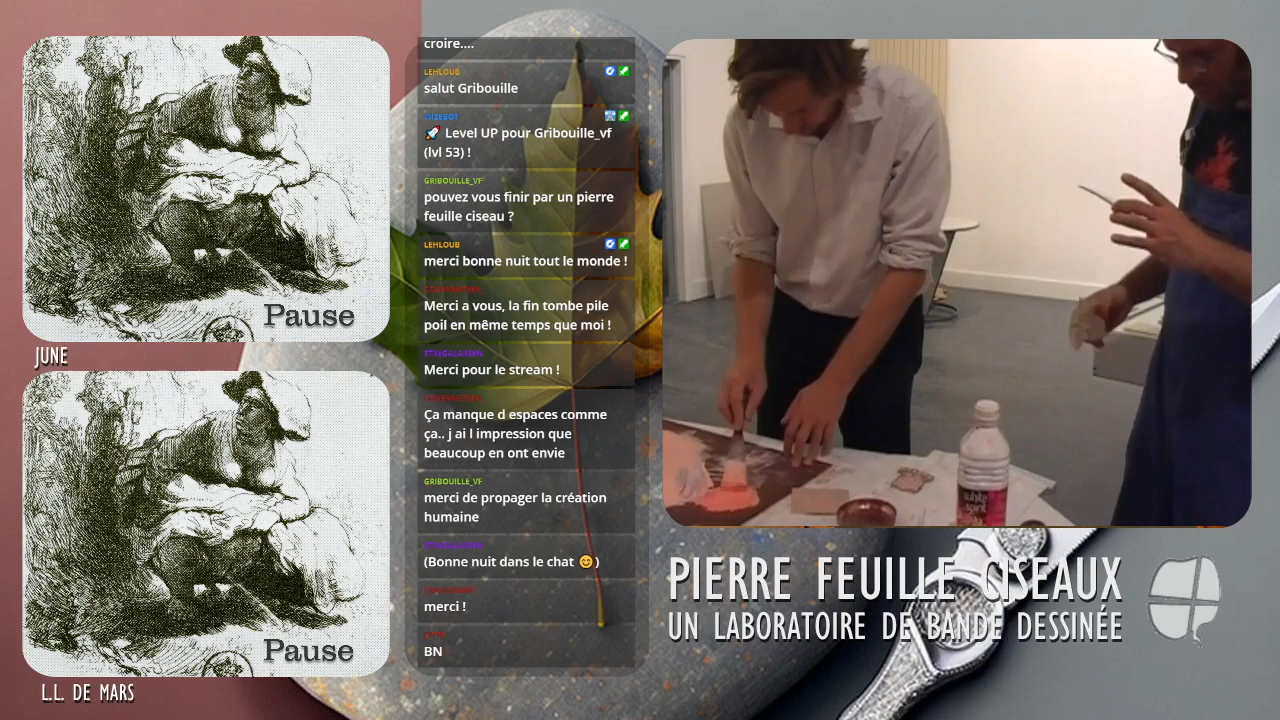 Pause
JUNE
Pause
L.L. DE MARS
croire....
LEHLOUB
salut Gribouille
WIZEBOT
🚀 Level UP pour Gribouille_vf
(lvl 53) !
GRIBOUILLE_VF
pouvez vous finir par un pierre
feuille ciseau ?
LEHLOUB
merci bonne nuit tout le monde !
Merci a vous, la fin tombe pile
poil en même temps que moi !
Merci pour le stream !
Ça manque d espaces comme
ça.. j ai l impression que
beaucoup en ont envie
GRIBOUILLE_VF
merci de propager la création
humaine
(Bonne nuit dans le chat 😊)
merci !
BN
white
spirit
PIERRE FEUILLE CISEAUX
UN LABORATOIRE DE BANDE DESSINÉE